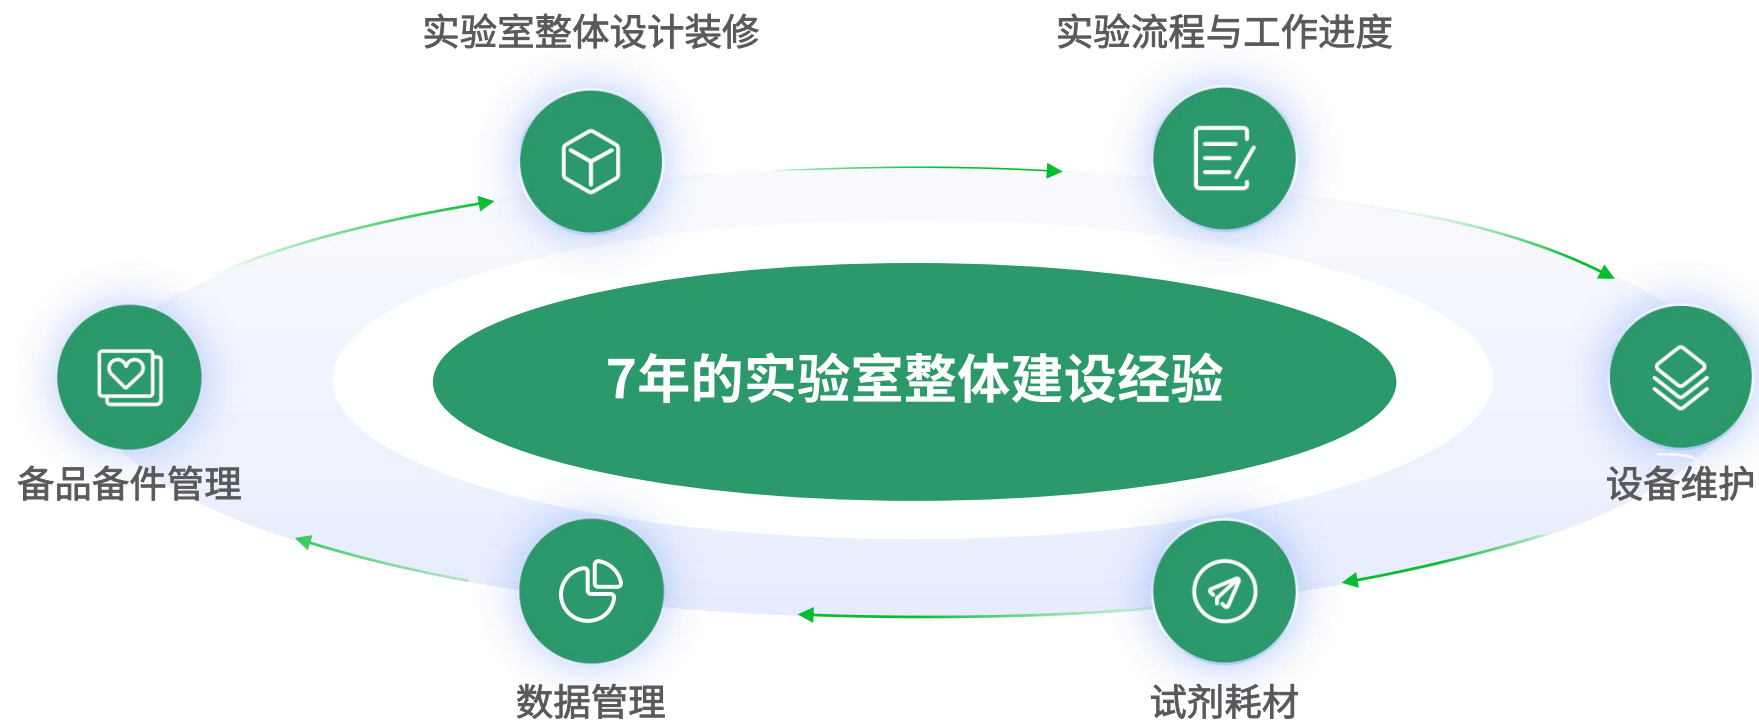 实验室整体设计装修
实验流程与工作进度
7年的实验室整体建设经验
备品备件管理
设备维护
数据管理
试剂耗材